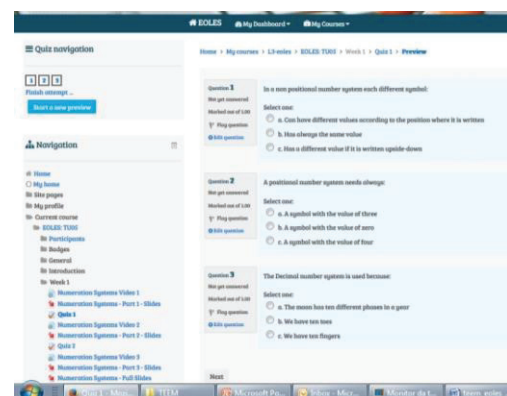 EOLES My Dashboard My Courses
Quiz navigation
1 2 3
Finish attempt ...
Start a new preview
Navigation
Home
My home
Site pages
My profile
Current course
EOLES: TU05
Participants
Badges
General
Introduction
Week 1
Numeration Systems Video 1
Numeration Systems - Part 1 - Slides
Quiz 1
Numeration Systems Video 2
Numeration Systems - Part 2 - Slides
Quiz 2
Numeration Systems Video 3
Numeration Systems - Part 3 - Slides
Numeration Systems - Full Slides
Home › My courses › L3-eoles › EOLES: TU05 › Week 1 › Quiz 1 › Preview
Question 1
Not yet answered
Marked out of 1.00
Flag question
Edit question
In a non positional number system each different symbol:
Select one:
a. Can have different values according to the position where it is written
b. Has always the same value
c. Has a different value if it is written upside-down
Question 2
Not yet answered
Marked out of 1.00
Flag question
Edit question
A positional number system needs always:
Select one:
a. A symbol with the value of three
b. A symbol with the value of zero
c. A symbol with the value of four
Question 3
Not yet answered
Marked out of 1.00
Flag question
Edit question
The Decimal number system is used because:
Select one:
a. The moon has ten different phases in a year
b. We have ten toes
c. We have ten fingers
Next
Quiz 1 - Moz... TEEM Microsoft Po... Inbox - Micr... Monitor da t... teem_eoles